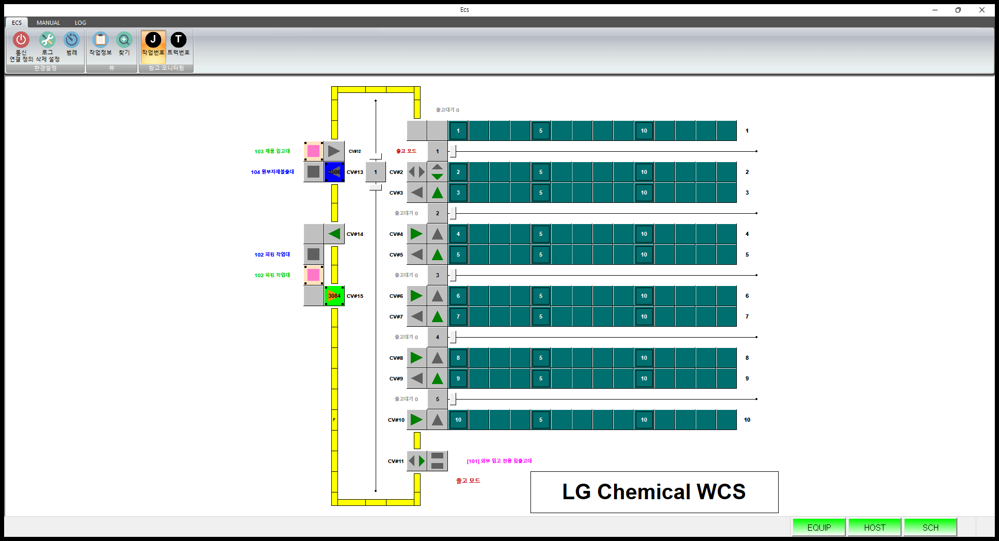 Ecs
ECS MANUAL LOG
J T
통신 로그 범례 작업정보 찾기 작업번호 트랙번호
연결 정의 삭제 설정
환경설정 뷰 창고 모니터링
출고대기 0
1 5 10 1
103 제품 입고대 CV#12 출고 모드 1
104 원부자재불출대 CV#13 1 CV#2 2 5 10 2
CV#3 3 5 10 3
출고대기 0 2
CV#14 CV#4 4 5 10 4
102 피킹 작업대 CV#5 5 5 10 5
102 피킹 작업대 출고대기 0 3
3084 CV#15 CV#6 6 5 10 6
CV#7 7 5 10 7
출고대기 0 4
CV#8 8 5 10 8
CV#9 9 5 10 9
출고대기 0 5
F CV#10 10 5 10 10
CV#11 [101] 외부 입고 전용 입출고대
출고 모드
LG Chemical WCS
EQUIP HOST SCH